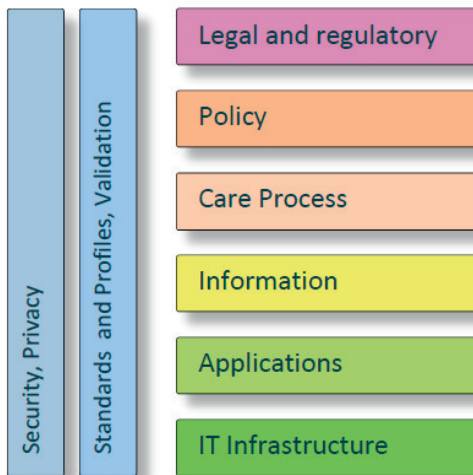 Security, Privacy
Standards and Profiles, Validation
Legal and regulatory
Policy
Care Process
Information
Applications
IT Infrastructure